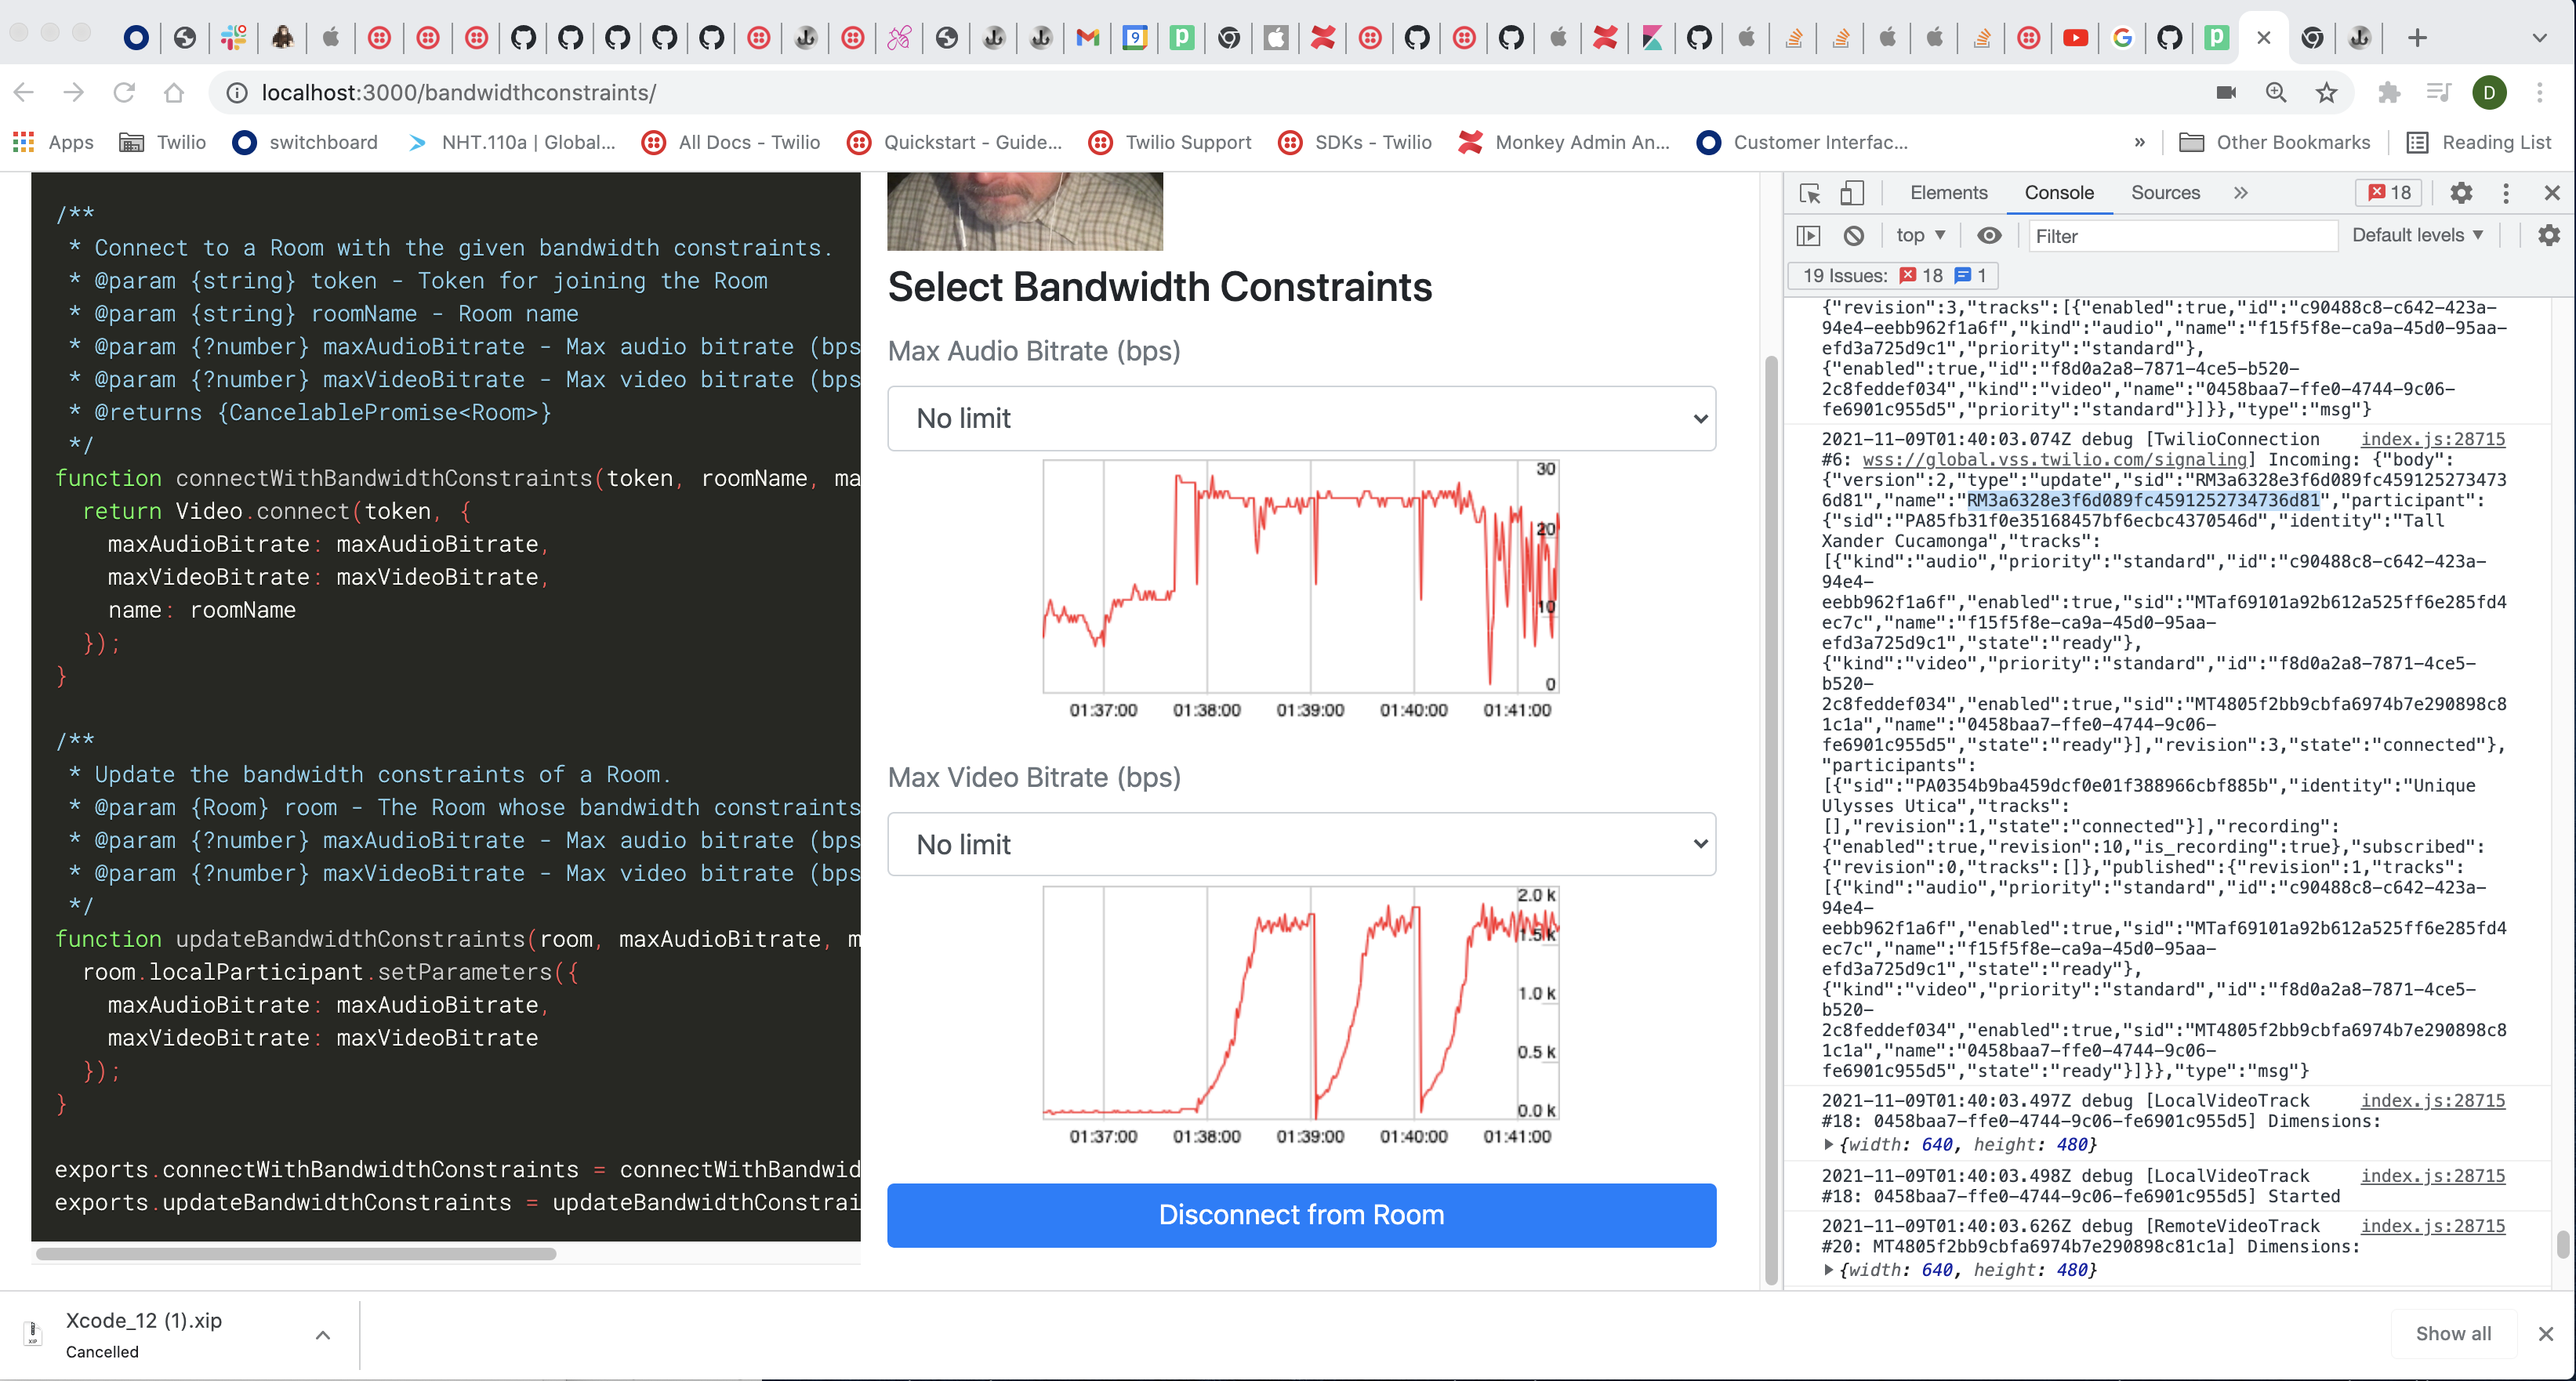 localhost:3000/bandwidthconstraints/
D
Apps
Twilio
switchboard
NHT.110a | Global...
All Docs - Twilio
Quickstart - Guide...
Twilio Support
SDKs - Twilio
Monkey Admin An...
Customer Interfac...
»
Other Bookmarks
Reading List
/**
* Connect to a Room with the given bandwidth constraints.
* @param {string} token - Token for joining the Room
* @param {string} roomName - Room name
* @param {?number} maxAudioBitrate - Max audio bitrate (bps
* @param {?number} maxVideoBitrate - Max video bitrate (bps
* @returns {CancelablePromise<Room>}
*/
function connectWithBandwidthConstraints(token, roomName, ma
return Video.connect(token, {
maxAudioBitrate: maxAudioBitrate,
maxVideoBitrate: maxVideoBitrate,
name: roomName
});
}
/**
* Update the bandwidth constraints of a Room.
* @param {Room} room - The Room whose bandwidth constraints
* @param {?number} maxAudioBitrate - Max audio bitrate (bps
* @param {?number} maxVideoBitrate - Max video bitrate (bps
*/
function updateBandwidthConstraints(room, maxAudioBitrate, m
room.localParticipant.setParameters({
maxAudioBitrate: maxAudioBitrate,
maxVideoBitrate: maxVideoBitrate
});
}
exports.connectWithBandwidthConstraints = connectWithBandwid
exports.updateBandwidthConstraints = updateBandwidthConstrai
Select Bandwidth Constraints
Max Audio Bitrate (bps)
No limit
30
20
10
0
01:37:00 01:38:00 01:39:00 01:40:00 01:41:00
Max Video Bitrate (bps)
No limit
2.0 k
1.5k
1.0 k
0.5 k
0.0 k
01:37:00 01:38:00 01:39:00 01:40:00 01:41:00
Disconnect from Room
Elements Console Sources » 18
top Filter Default levels
19 Issues: 18 1
{"revision":3,"tracks":[{"enabled":true,"id":"c90488c8-c642-423a-
94e4-eebb962f1a6f","kind":"audio","name":"f15f5f8e-ca9a-45d0-95aa-
efd3a725d9c1","priority":"standard"},
{"enabled":true,"id":"f8d0a2a8-7871-4ce5-b520-
2c8feddef034","kind":"video","name":"0458baa7-ffe0-4744-9c06-
fe6901c955d5","priority":"standard"}]}},"type":"msg"}
2021-11-09T01:40:03.074Z debug [TwilioConnection index.js:28715
#6: wss://global.vss.twilio.com/signaling] Incoming: {"body":
{"version":2,"type":"update","sid":"RM3a6328e3f6d089fc459125273473
6d81","name":"RM3a6328e3f6d089fc4591252734736d81","participant":
{"sid":"PA85fb31f0e35168457bf6ecbc4370546d","identity":"Tall
Xander Cucamonga","tracks":
[{"kind":"audio","priority":"standard","id":"c90488c8-c642-423a-
94e4-
eebb962f1a6f","enabled":true,"sid":"MTaf69101a92b612a525ff6e285fd4
ec7c","name":"f15f5f8e-ca9a-45d0-95aa-
efd3a725d9c1","state":"ready"},
{"kind":"video","priority":"standard","id":"f8d0a2a8-7871-4ce5-
b520-
2c8feddef034","enabled":true,"sid":"MT4805f2bb9cbfa6974b7e290898c8
1c1a","name":"0458baa7-ffe0-4744-9c06-
fe6901c955d5","state":"ready"}],"revision":3,"state":"connected"},
"participants":
[{"sid":"PA0354b9ba459dcf0e01f388966cbf885b","identity":"Unique
Ulysses Utica","tracks":
[],"revision":1,"state":"connected"}],"recording":
{"enabled":true,"revision":10,"is_recording":true},"subscribed":
{"revision":0,"tracks":[]},"published":{"revision":1,"tracks":
[{"kind":"audio","priority":"standard","id":"c90488c8-c642-423a-
94e4-
eebb962f1a6f","enabled":true,"sid":"MTaf69101a92b612a525ff6e285fd4
ec7c","name":"f15f5f8e-ca9a-45d0-95aa-
efd3a725d9c1","state":"ready"},
{"kind":"video","priority":"standard","id":"f8d0a2a8-7871-4ce5-
b520-
2c8feddef034","enabled":true,"sid":"MT4805f2bb9cbfa6974b7e290898c8
1c1a","name":"0458baa7-ffe0-4744-9c06-
fe6901c955d5","state":"ready"}]}},"type":"msg"}
2021-11-09T01:40:03.497Z debug [LocalVideoTrack index.js:28715
#18: 0458baa7-ffe0-4744-9c06-fe6901c955d5] Dimensions:
{width: 640, height: 480}
2021-11-09T01:40:03.498Z debug [LocalVideoTrack index.js:28715
#18: 0458baa7-ffe0-4744-9c06-fe6901c955d5] Started
2021-11-09T01:40:03.626Z debug [RemoteVideoTrack index.js:28715
#20: MT4805f2bb9cbfa6974b7e290898c81c1a] Dimensions:
{width: 640, height: 480}
Xcode_12 (1).xip
Cancelled
Show all